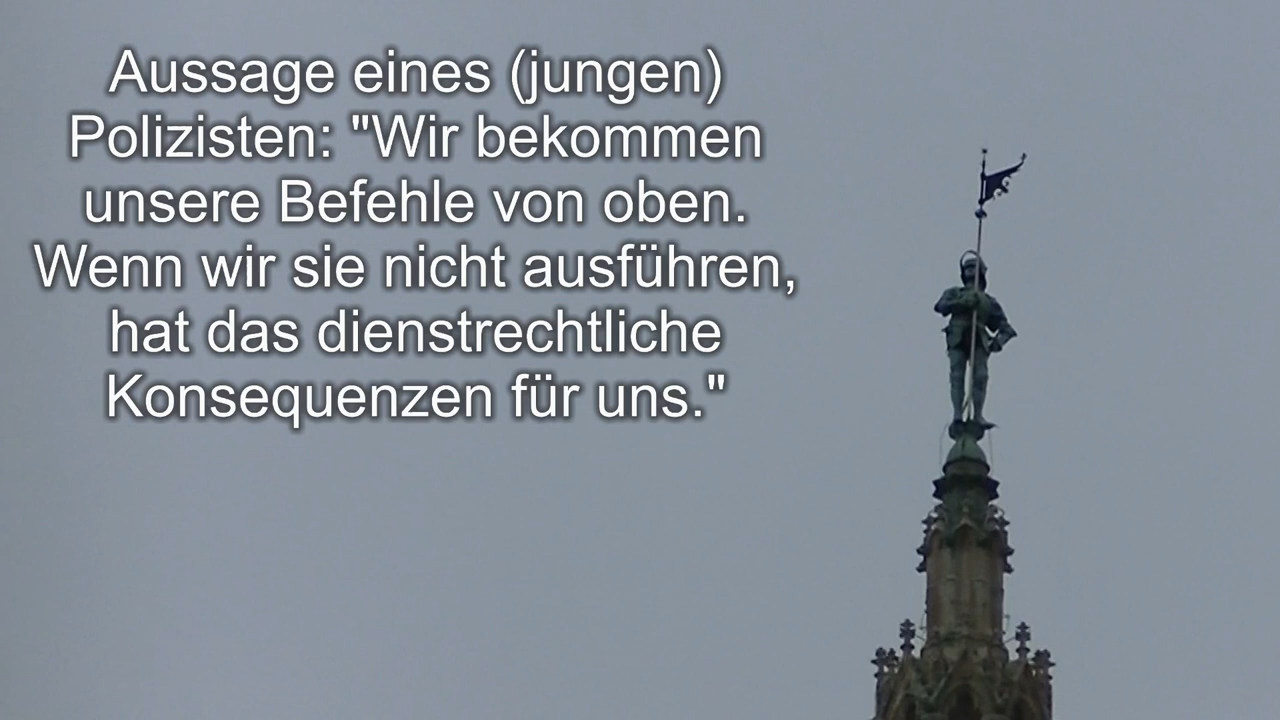 Aussage eines (jungen)
Polizisten: "Wir bekommen
unsere Befehle von oben.
Wenn wir sie nicht ausführen,
hat das dienstrechtliche
Konsequenzen für uns."